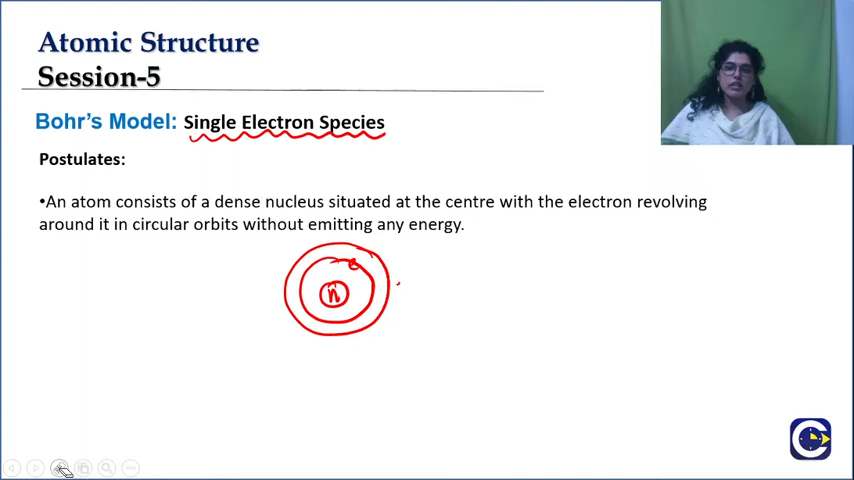 Atomic Structure
Session-5
Bohr's Model: Single Electron Species
Postulates:
•An atom consists of a dense nucleus situated at the centre with the electron revolving
around it in circular orbits without emitting any energy.
n
e